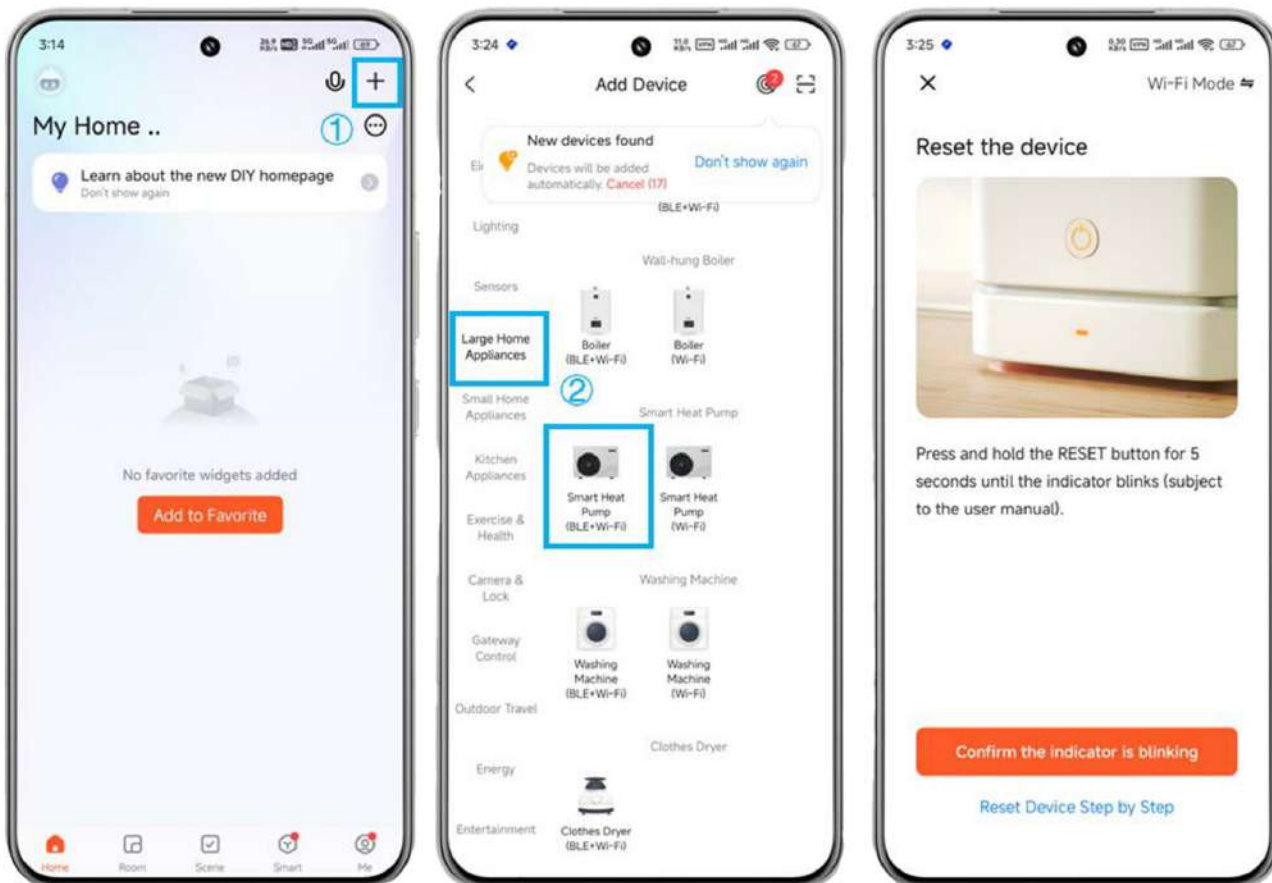 3:14
My Home ..
①
Learn about the new DIY homepage
Don't show again
No favorite widgets added
Add to Favorite
Home
Room
Scene
Smart
Me
3:24
Add Device
2
New devices found
Devices will be added
automatically. Cancel (17)
Don't show again
(BLE+Wi-Fi)
Lighting
Sensors
Large Home
Appliances
②
Small Home
Appliances
Kitchen
Appliances
Exercise &
Health
Camera &
Lock
Gateway
Control
Outdoor Travel
Energy
Entertainment
Wall-hung Boiler
Boiler
(BLE+Wi-Fi)
Boiler
(Wi-Fi)
Smart Heat Pump
Smart Heat
Pump
(BLE+Wi-Fi)
Smart Heat
Pump
(Wi-Fi)
Washing Machine
Washing
Machine
(BLE+Wi-Fi)
Washing
Machine
(Wi-Fi)
Clothes Dryer
Clothes Dryer
(BLE+Wi-Fi)
3:25
Wi-Fi Mode
Reset the device
Press and hold the RESET button for 5
seconds until the indicator blinks (subject
to the user manual).
Confirm the indicator is blinking
Reset Device Step by Step